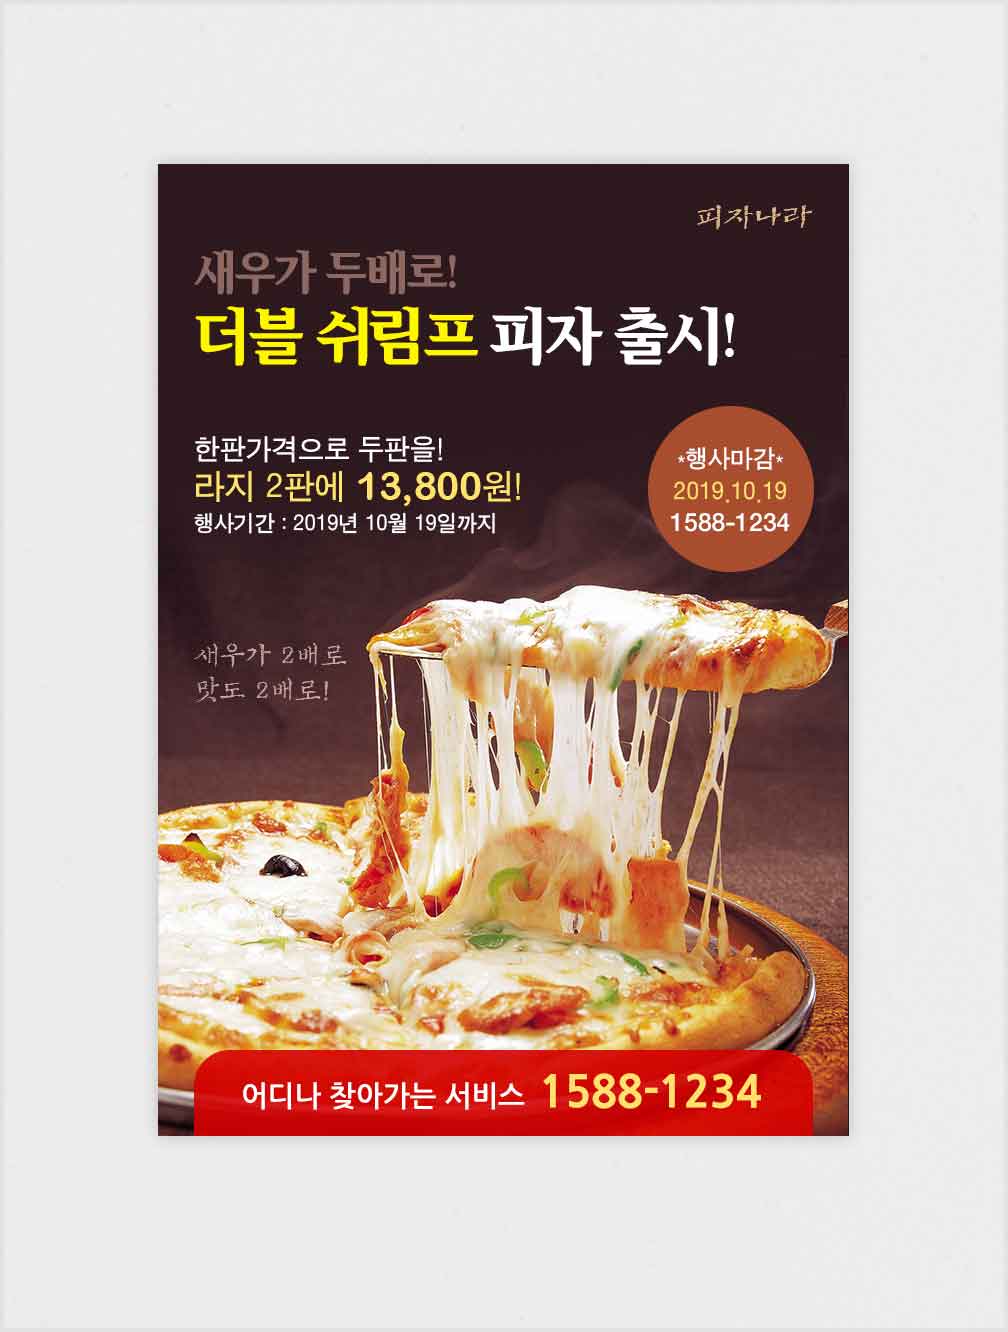 피자나라
새우가 두배로!
더블 쉬림프 피자 출시!
한판가격으로 두판을!
라지 2판에 13,800원!
행사기간 : 2019년 10월 19일까지
*행사마감*
2019.10.19
1588-1234
새우가 2배로
맛도 2배로!
어디나 찾아가는 서비스 1588-1234